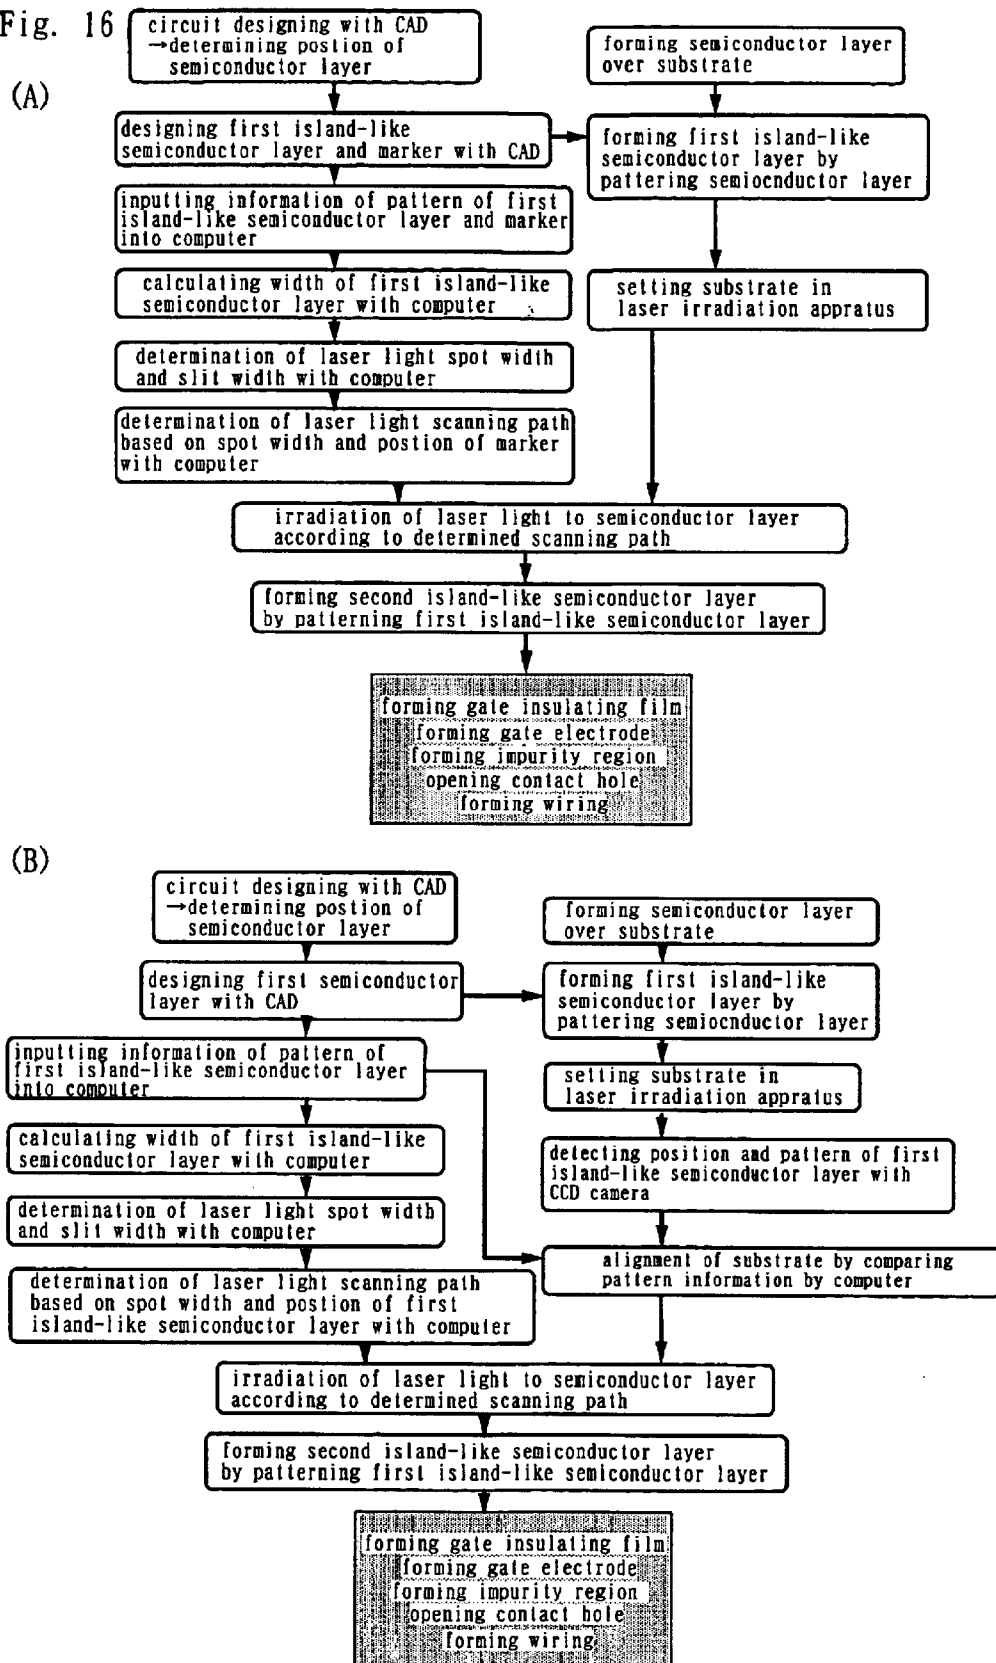 Fig. 16
(A)
circuit designing with CAD
→determining postion of
semiconductor layer
forming semiconductor layer
over substrate
designing first island-like
semiconductor layer and marker with CAD
forming first island-like
semiconductor layer by
pattering semiocnductor layer
inputting information of pattern of first
island-like semiconductor layer and marker
into computer
calculating width of first island-like
semiconductor layer with computer
setting substrate in
laser irradiation appratus
determination of laser light spot width
and slit width with computer
determination of laser light scanning path
based on spot width and postion of marker
with computer
irradiation of laser light to semiconductor layer
according to determined scanning path
forming second island-like semiconductor layer
by patterning first island-like semiconductor layer
forming gate insulating film
forming gate electrode
forming impurity region
opening contact hole
forming wiring
(B)
circuit designing with CAD
→determining postion of
semiconductor layer
forming semiconductor layer
over substrate
designing first semiconductor
layer with CAD
forming first island-like
semiconductor layer by
pattering semiocnductor layer
inputting information of pattern of
first island-like semiconductor layer
into computer
setting substrate in
laser irradiation appratus
calculating width of first island-like
semiconductor layer with computer
detecting position and pattern of first
island-like semiconductor layer with
CCD camera
determination of laser light spot width
and slit width with computer
alignment of substrate by comparing
pattern information by computer
determination of laser light scanning path
based on spot width and postion of first
island-like semiconductor layer with computer
irradiation of laser light to semiconductor layer
according to determined scanning path
forming second island-like semiconductor layer
by patterning first island-like semiconductor layer
forming gate insulating film
forming gate electrode
forming impurity region
opening contact hole
forming wiring